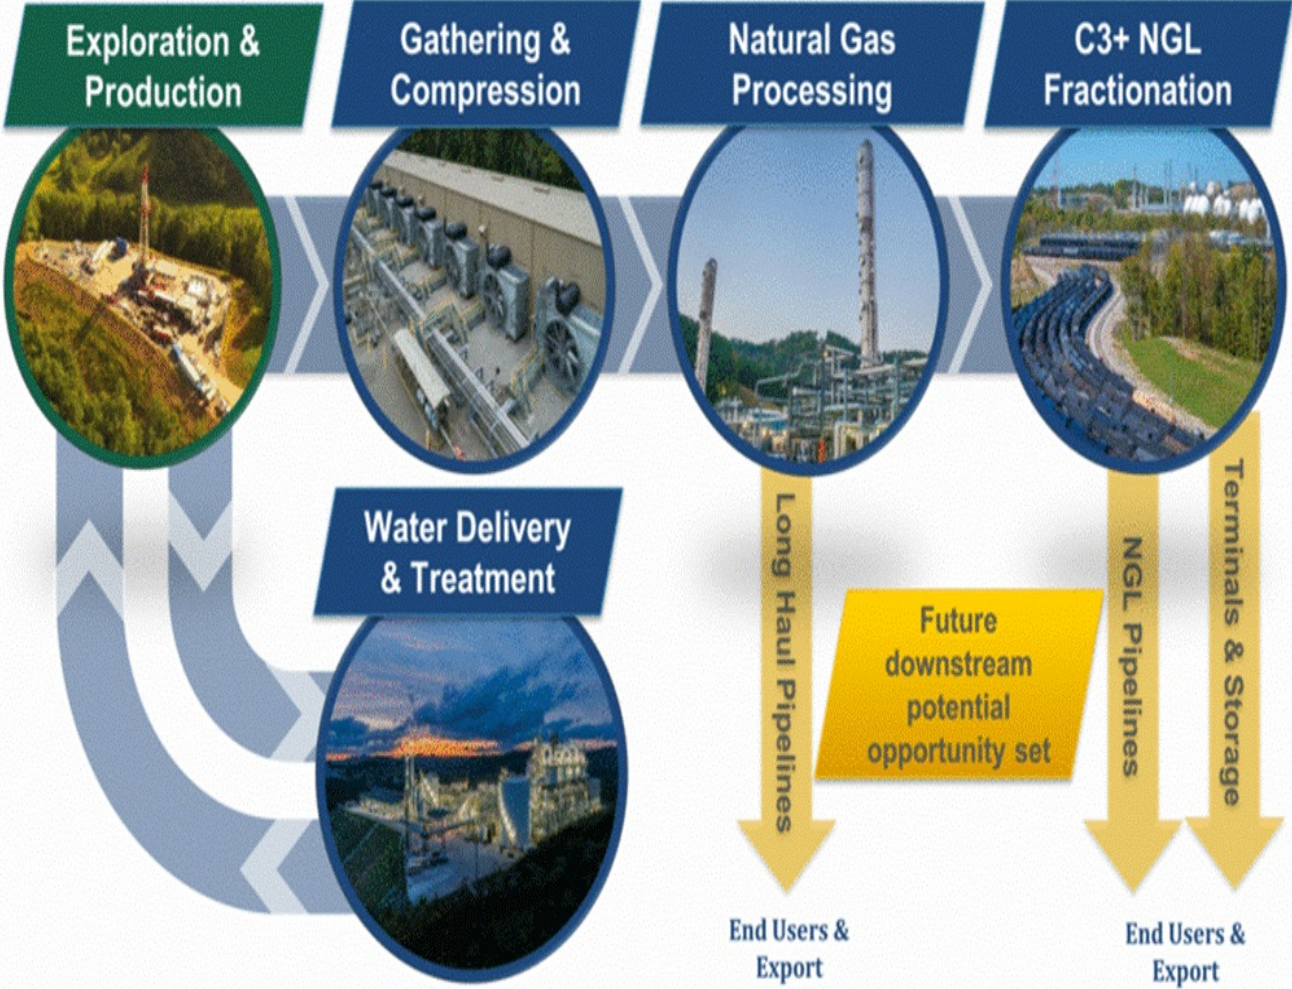 Exploration &
Production
Gathering &
Compression
Natural Gas
Processing
C3+ NGL
Fractionation
Water Delivery
& Treatment
Long Haul Pipelines
Future
downstream
potential
opportunity set
NGL Pipelines
Terminals & Storage
End Users &
Export
End Users &
Export